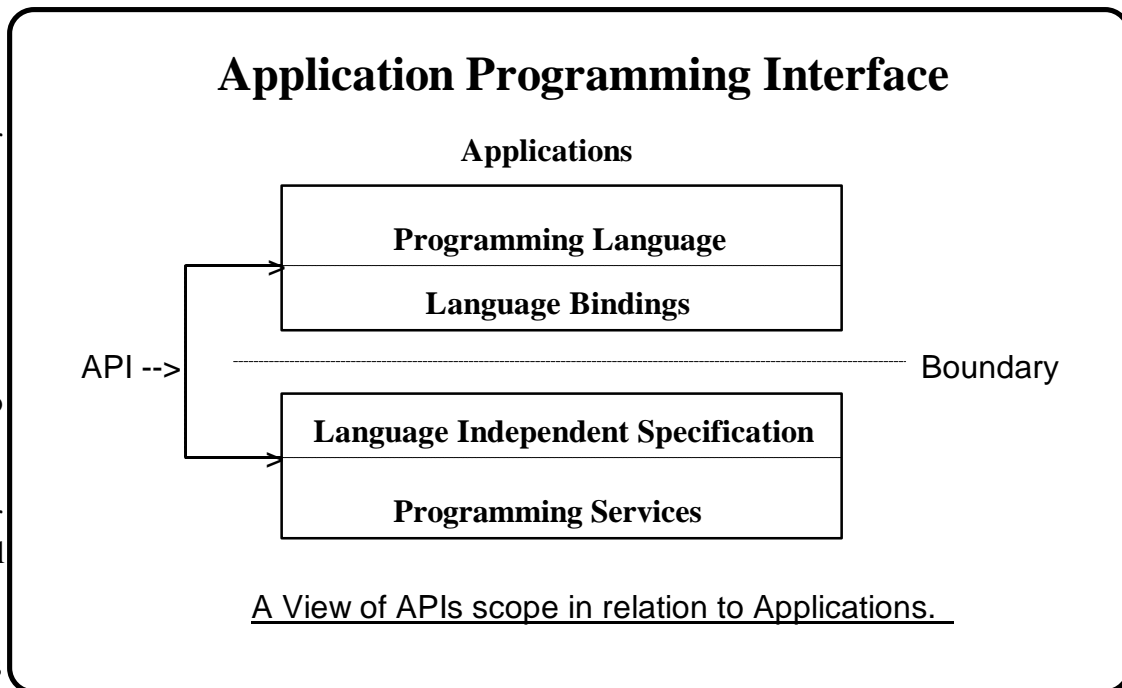 Application Programming Interface
Applications
Programming Language
Language Bindings
API --> Boundary
Language Independent Specification
Programming Services
A View of APIs scope in relation to Applications.